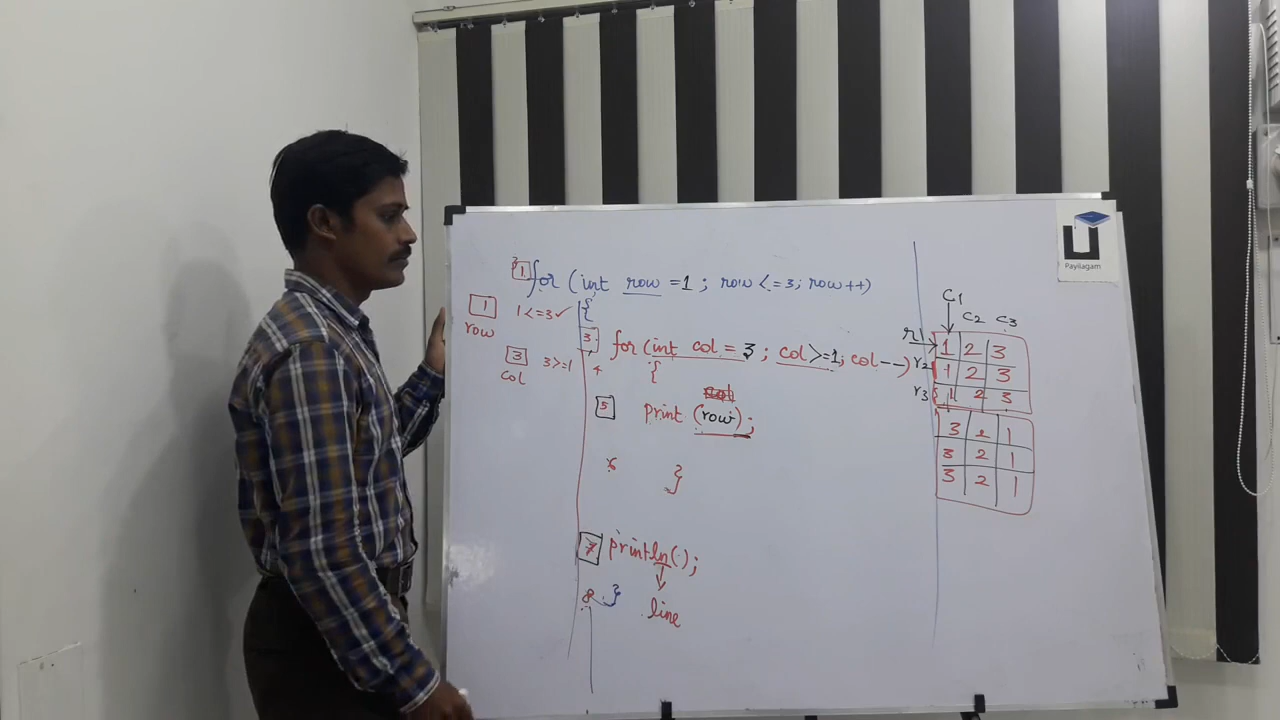 1 for (int row =1; row <=3; row++)
1 1<=3✓ {
row
3 for (int col = 3; col>=1; col--)
3 3>=1 4 {
col
5 print (row);
6 }
7 println(.);
8 }
line
C1
C2 C3
r1 1 2 3
r2 1 2 3
r3 1 2 3
3 2 1
3 2 1
3 2 1
Payilagam